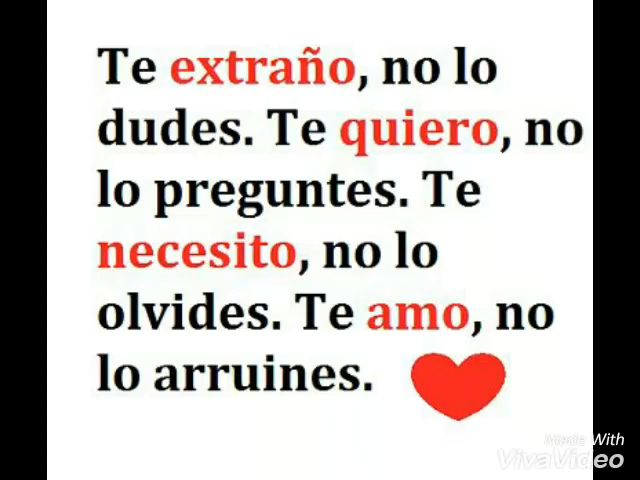 Te extraño, no lo
dudes. Te quiero, no
lo preguntes. Te
necesito, no lo
olvides. Te amo, no
lo arruines.
Made With
VivaVideo